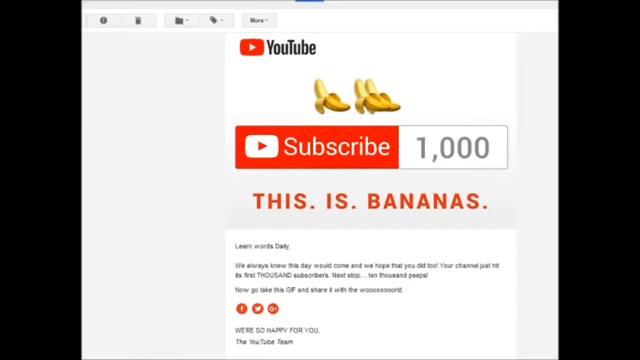 More
YouTube
Subscribe 1,000
THIS. IS. BANANAS.
Learn words Daily,
We always knew this day would come and we hope that you did too! Your channel just hit
its first THOUSAND subscribers. Next stop... ten thousand peeps!
Now go take this GIF and share it with the woooooooorld.
WE'RE SO HAPPY FOR YOU,
The YouTube Team